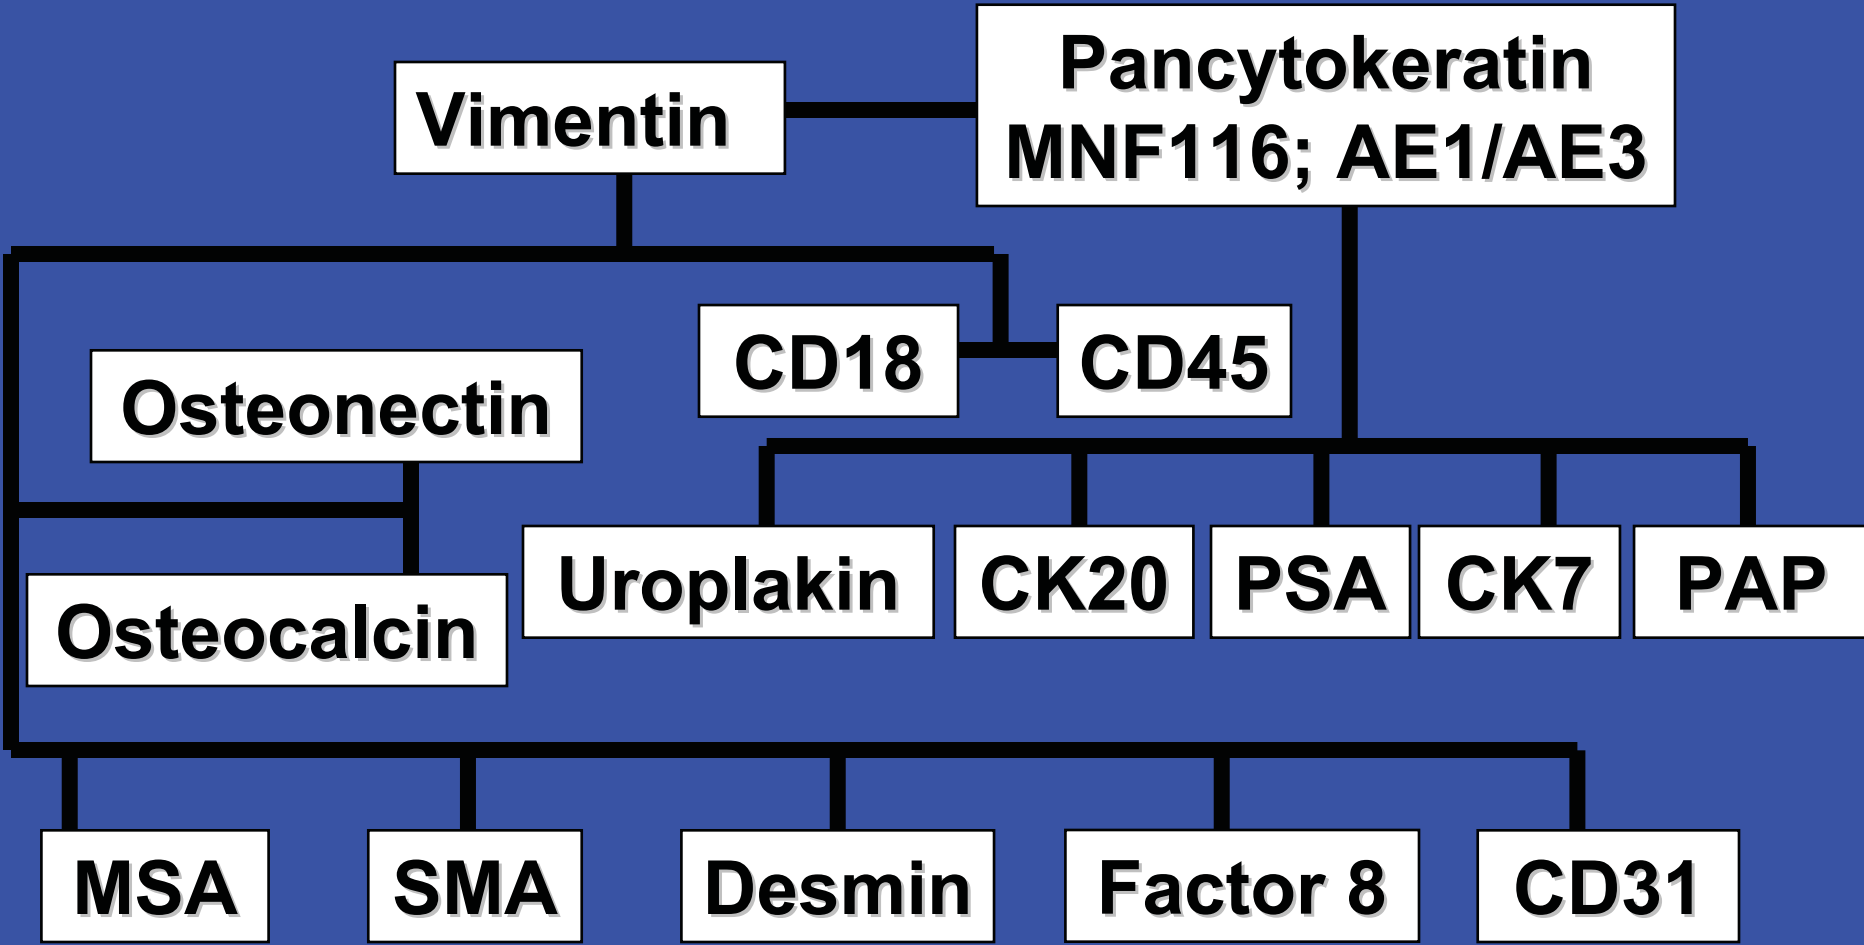 Vimentin
Pancytokeratin
MNF116; AE1/AE3
CD18
CD45
Osteonectin
Osteocalcin
Uroplakin
CK20
PSA
CK7
PAP
MSA
SMA
Desmin
Factor 8
CD31